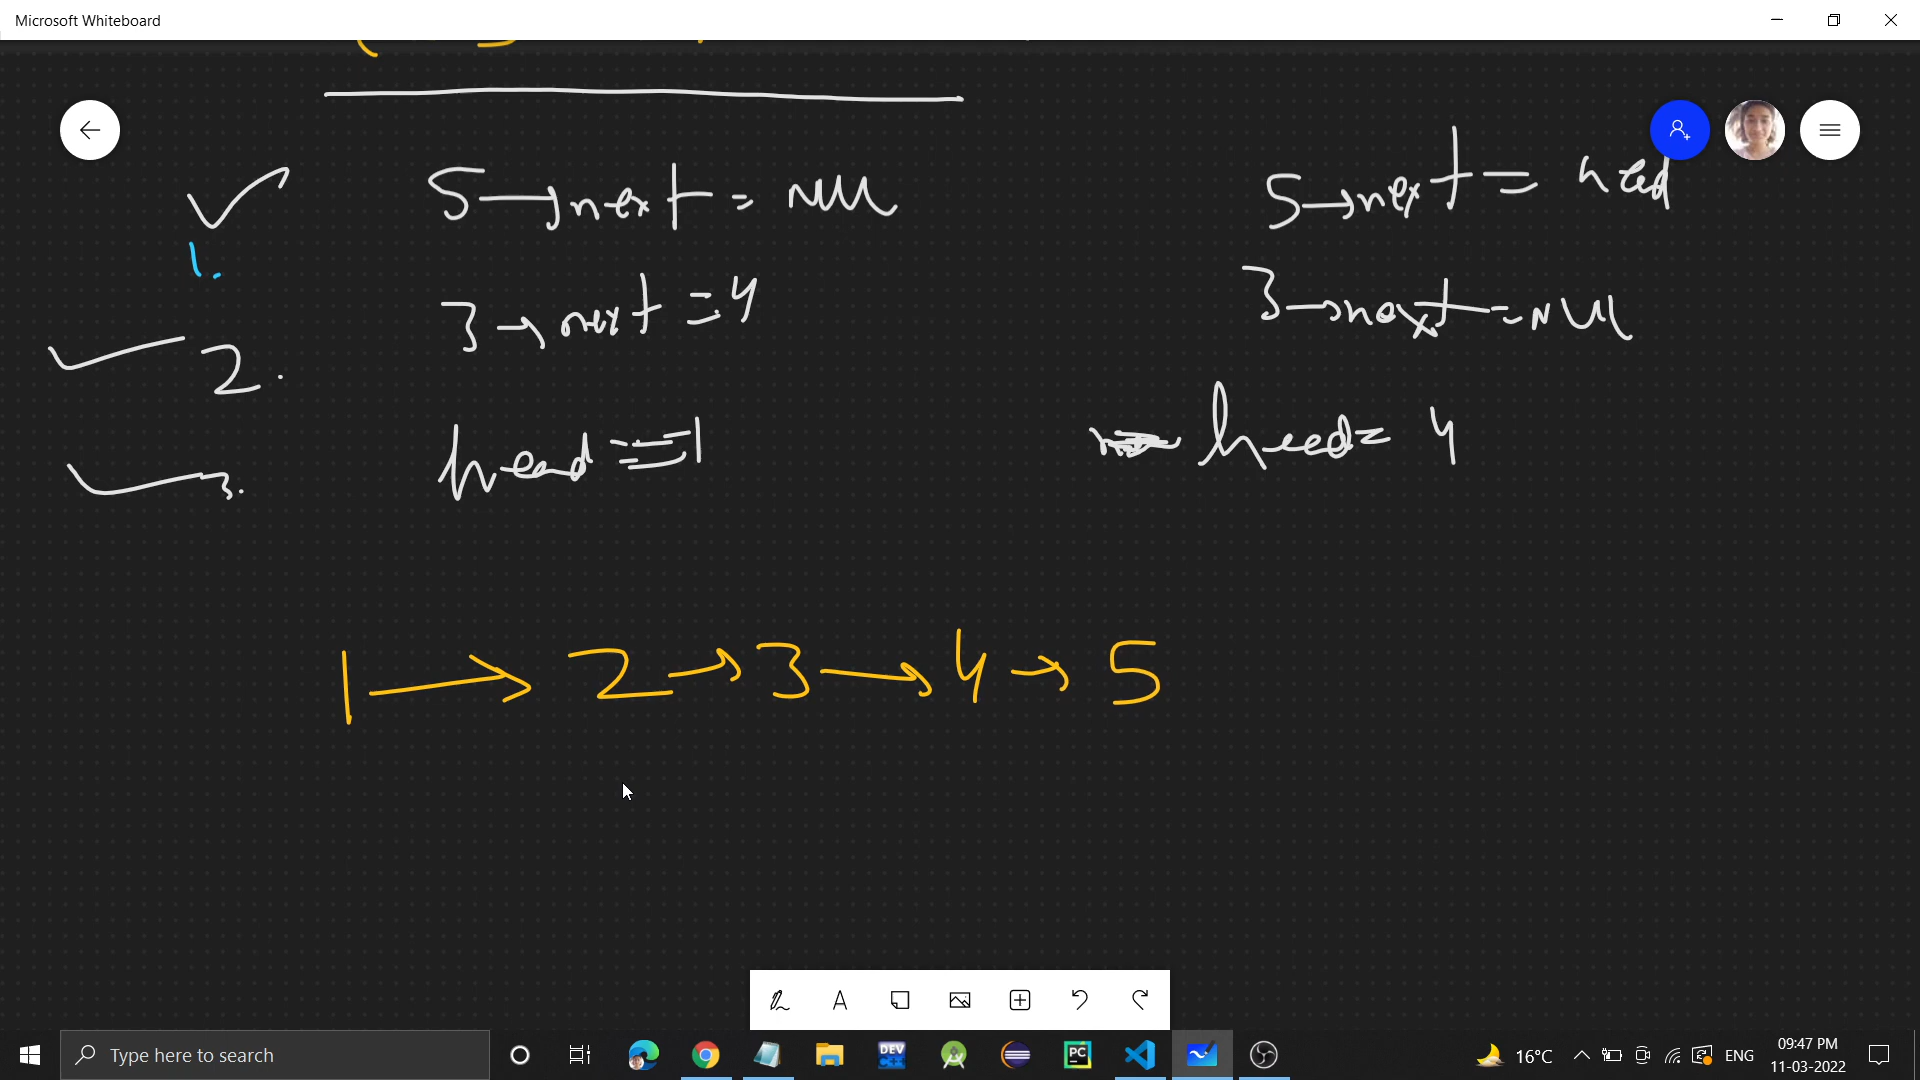 Microsoft Whiteboard
5→next = NULL
5→next = head
1.
3→next = 4
3→next = NULL
2.
head = 1
head = 4
3.
1 → 2 → 3 → 4 → 5
Type here to search
DEV C++
PC
16°C
ENG
09:47 PM
11-03-2022